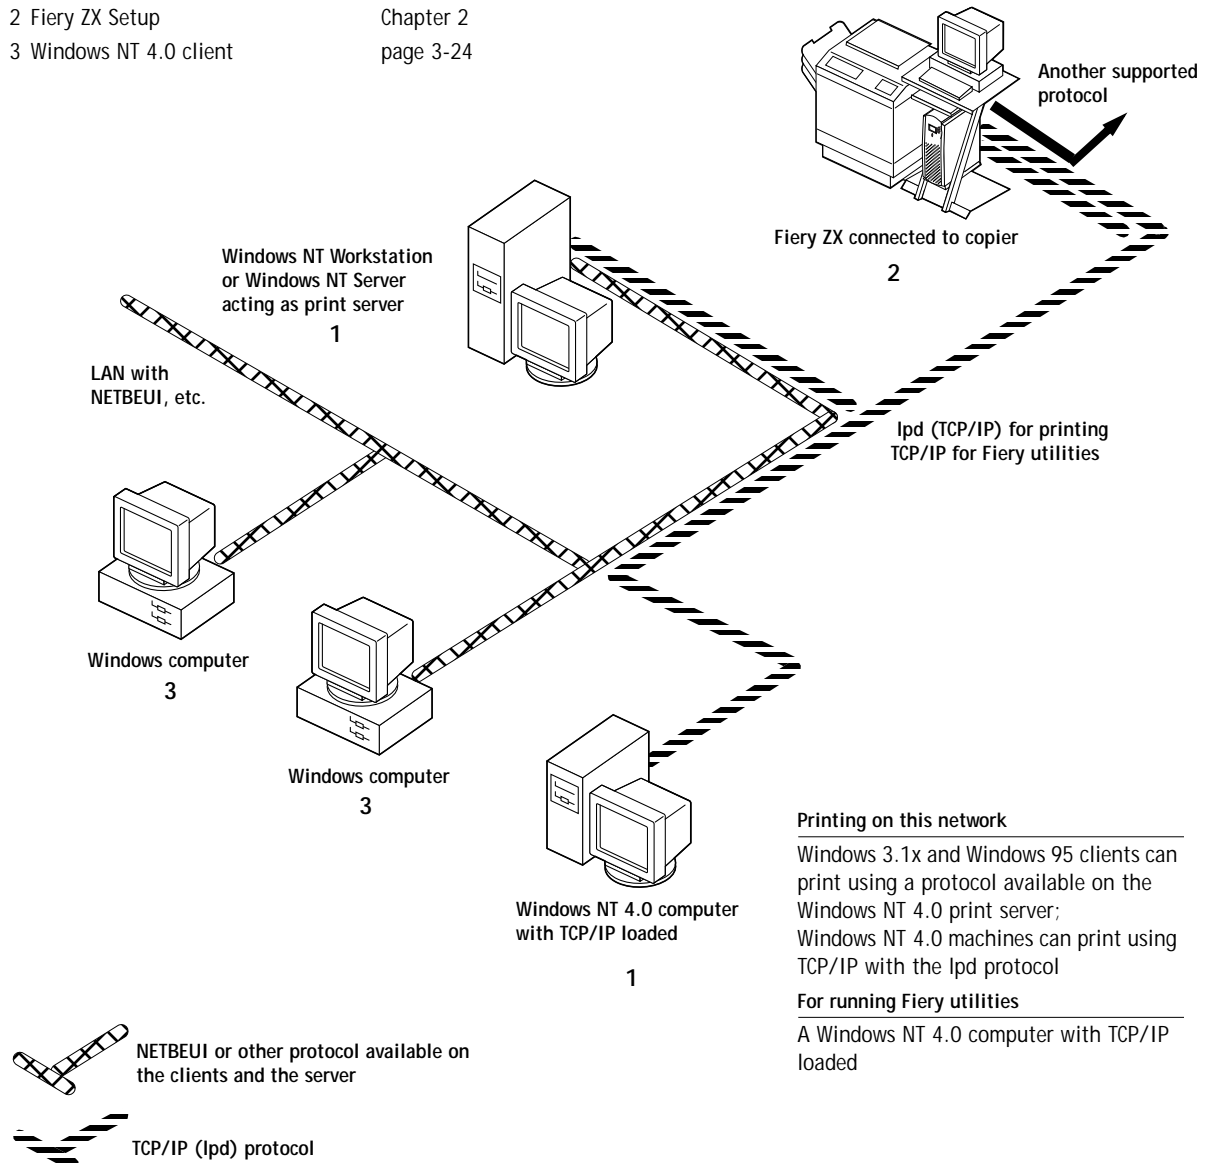 2 Fiery ZX Setup Chapter 2
3 Windows NT 4.0 client page 3-24
Another supported
protocol
Fiery ZX connected to copier
2
Windows NT Workstation
or Windows NT Server
acting as print server
1
LAN with
NETBEUI, etc.
lpd (TCP/IP) for printing
TCP/IP for Fiery utilities
Windows computer
3
Windows computer
3
Windows NT 4.0 computer
with TCP/IP loaded
1
Printing on this network
Windows 3.1x and Windows 95 clients can
print using a protocol available on the
Windows NT 4.0 print server;
Windows NT 4.0 machines can print using
TCP/IP with the lpd protocol
For running Fiery utilities
A Windows NT 4.0 computer with TCP/IP
loaded
NETBEUI or other protocol available on
the clients and the server
TCP/IP (lpd) protocol